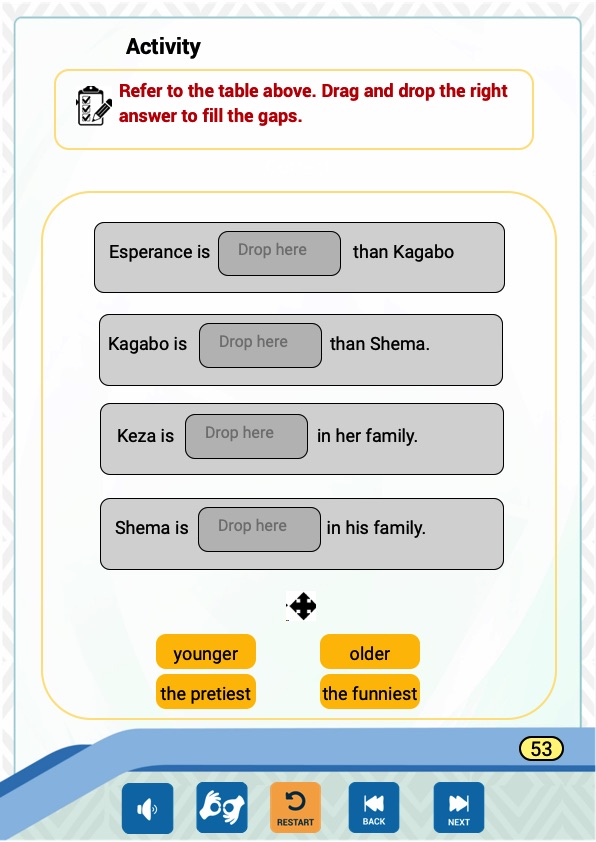 Activity
Refer to the table above. Drag and drop the right
answer to fill the gaps.
Esperance is Drop here than Kagabo
Kagabo is Drop here than Shema.
Keza is Drop here in her family.
Shema is Drop here in his family.
younger older
the pretiest the funniest
53
RESTART BACK NEXT